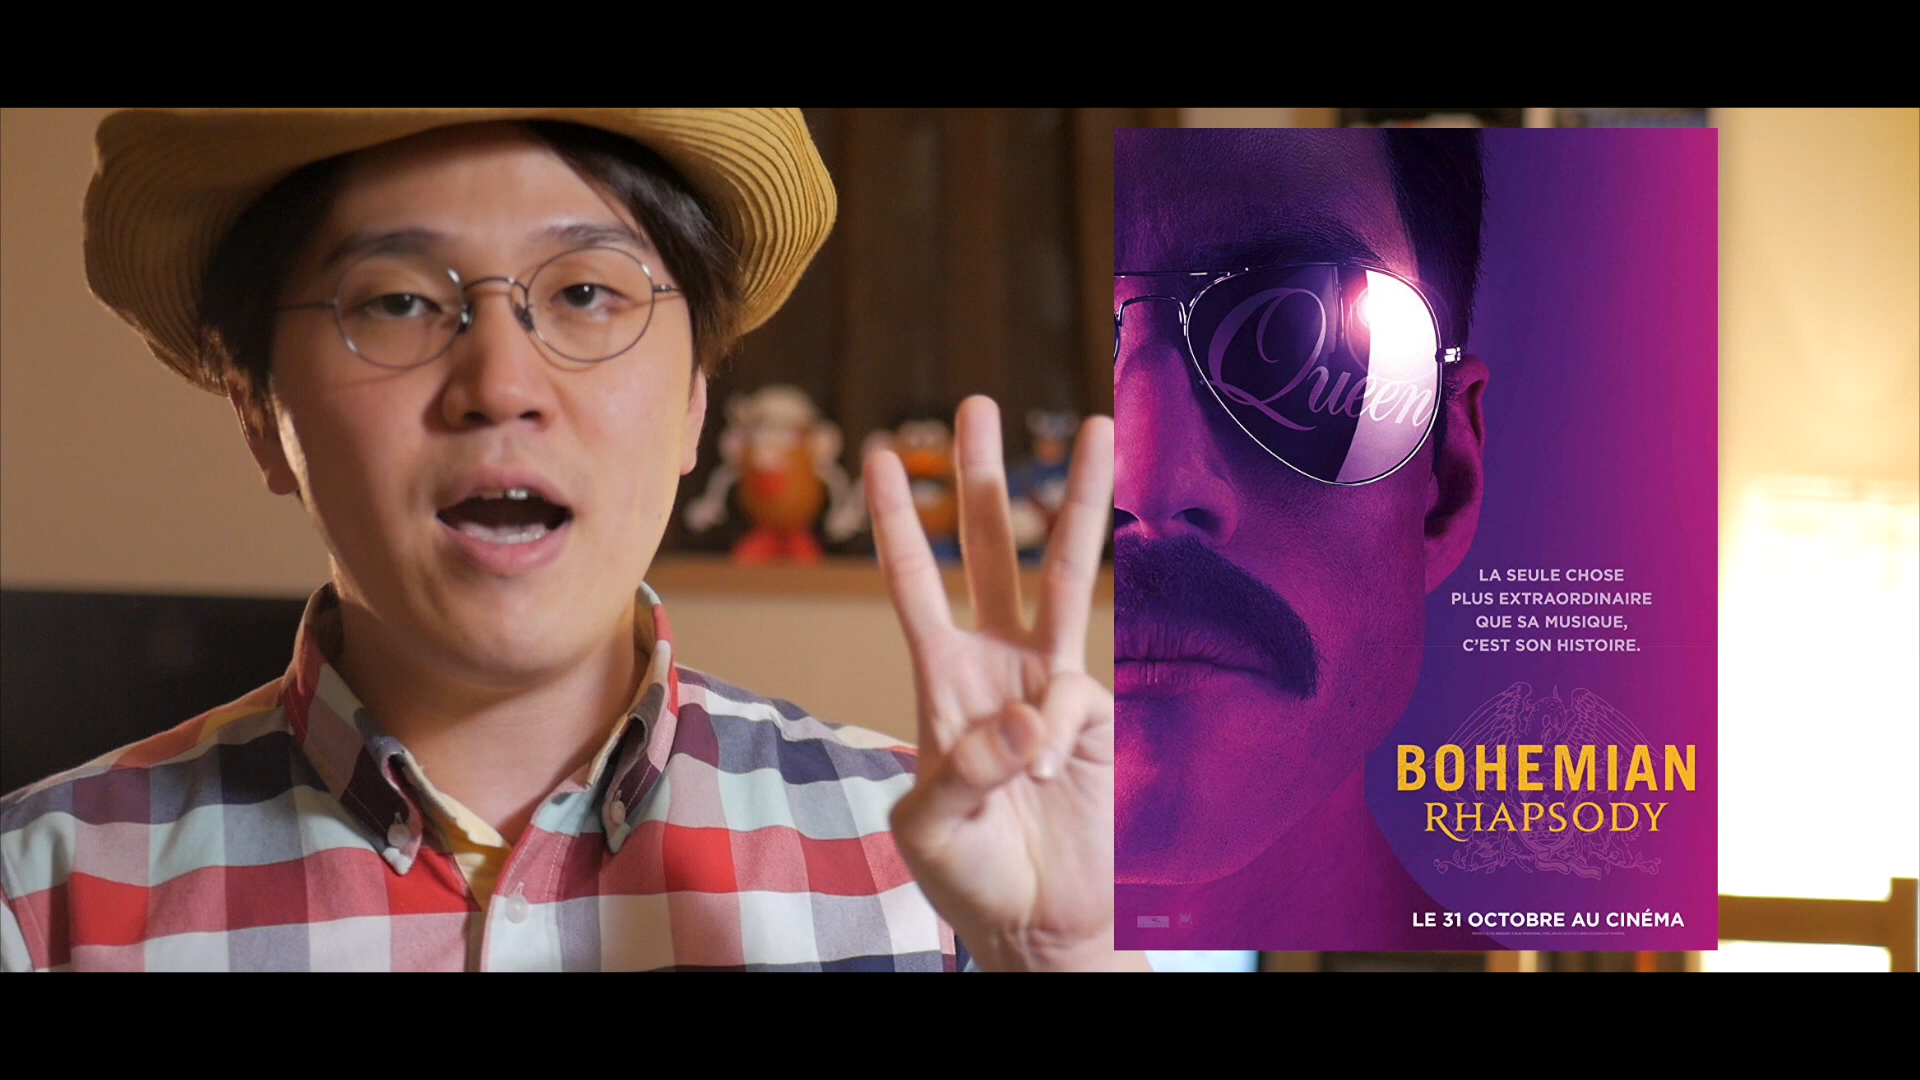 Queen
LA SEULE CHOSE
PLUS EXTRAORDINAIRE
QUE SA MUSIQUE,
C'EST SON HISTOIRE.
BOHEMIAN
RHAPSODY
LE 31 OCTOBRE AU CINÉMA